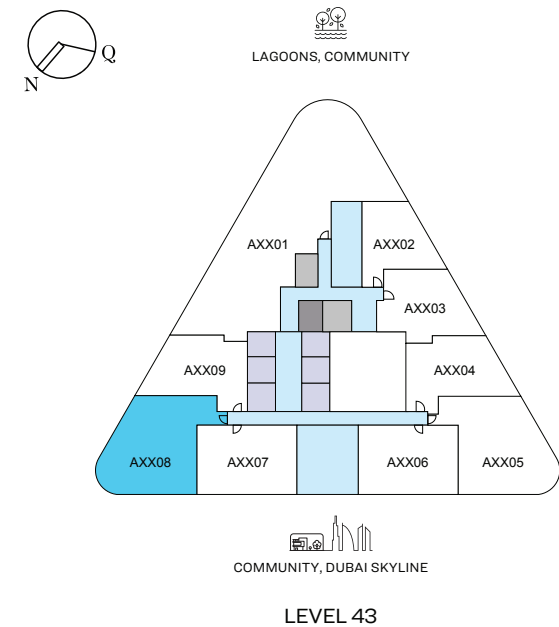 Q
N
LAGOONS, COMMUNITY
AXX01
AXX02
AXX03
AXX09
AXX04
AXX08
AXX07
AXX06
AXX05
COMMUNITY, DUBAI SKYLINE
LEVEL 43